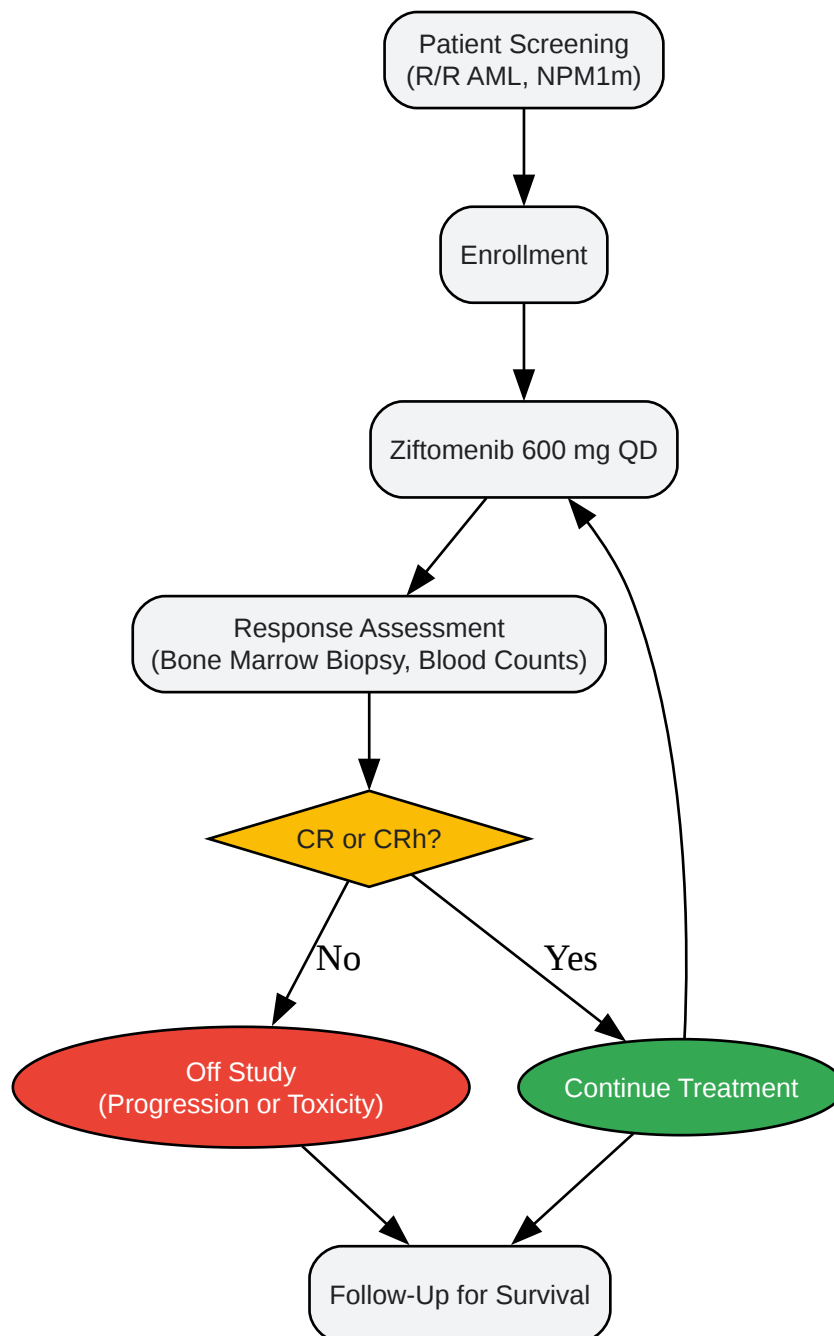 Patient Screening
(R/R AML, NPM1m)
Enrollment
Ziftomenib 600 mg QD
Response Assessment
(Bone Marrow Biopsy, Blood Counts)
CR or CRh?
No
Yes
Off Study
(Progression or Toxicity)
Continue Treatment
Follow-Up for Survival